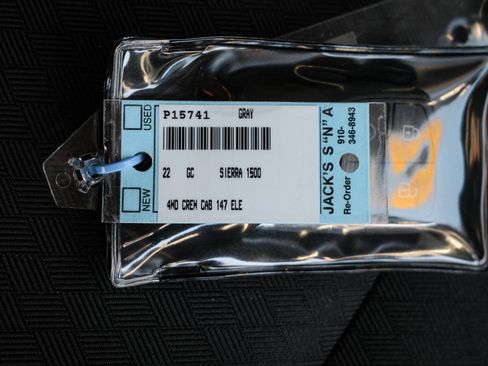 P15741 GRAY
22 GC SIERRA 1500
4WD CREW CAB 147 ELE
USED
NEW
JACK'S S "N" A
Re-Order 910-346-8943